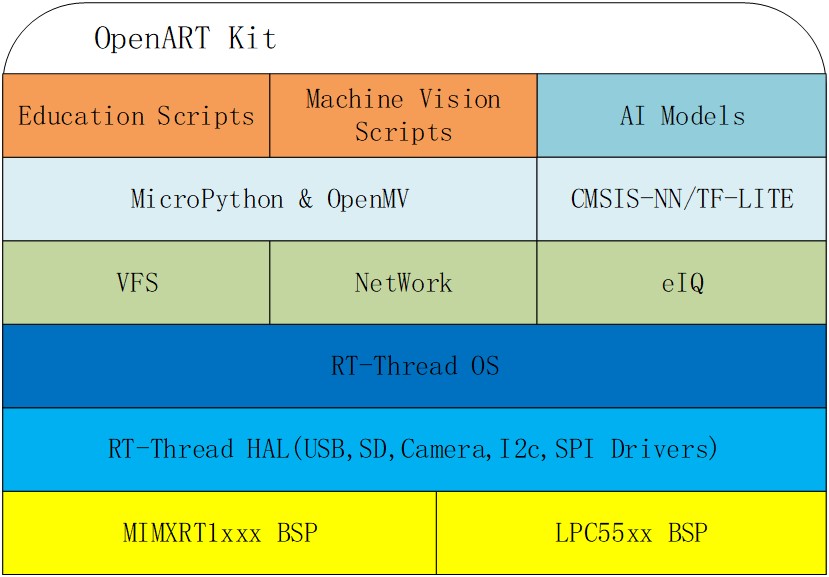 OpenART Kit
Education Scripts
Machine Vision
Scripts
AI Models
MicroPython & OpenMV
CMSIS-NN/TF-LITE
VFS
NetWork
eIQ
RT-Thread OS
RT-Thread HAL(USB,SD,Camera,I2c,SPI Drivers)
MIMXRT1xxx BSP
LPC55xx BSP